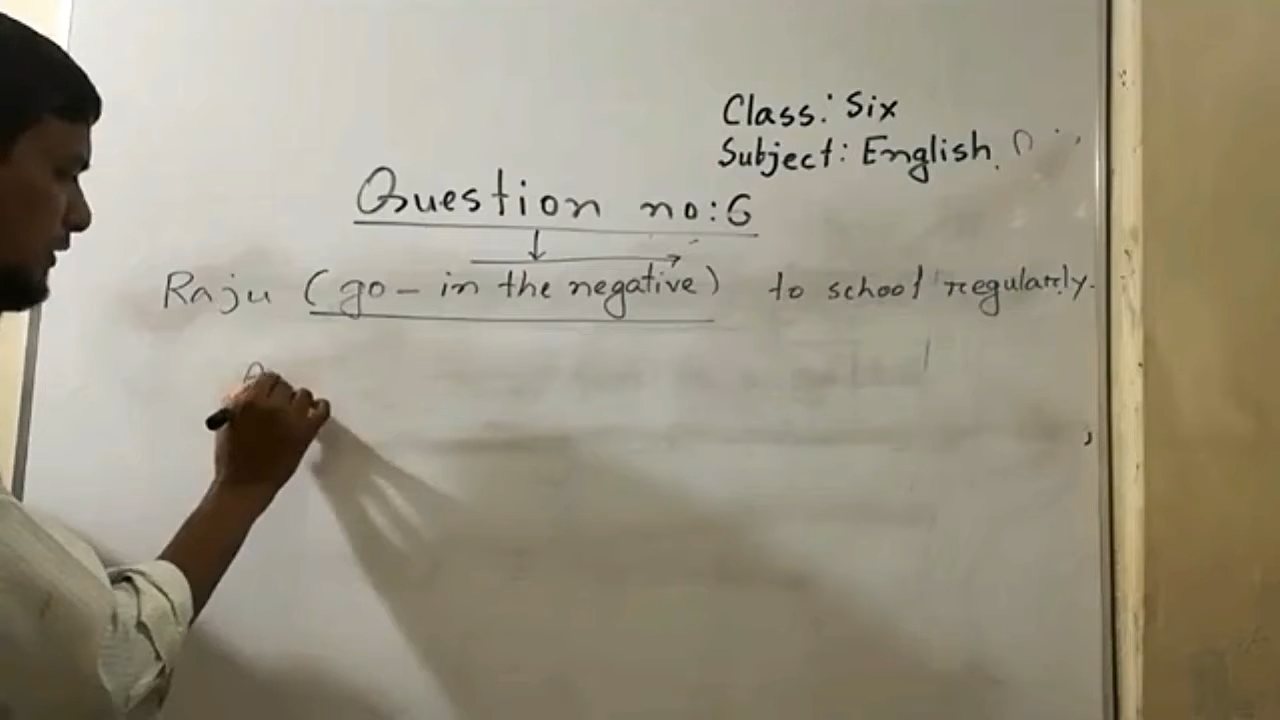 Class: Six
Subject: English
Question no: 6
Raju (go - in the negative) to school regularly.
A